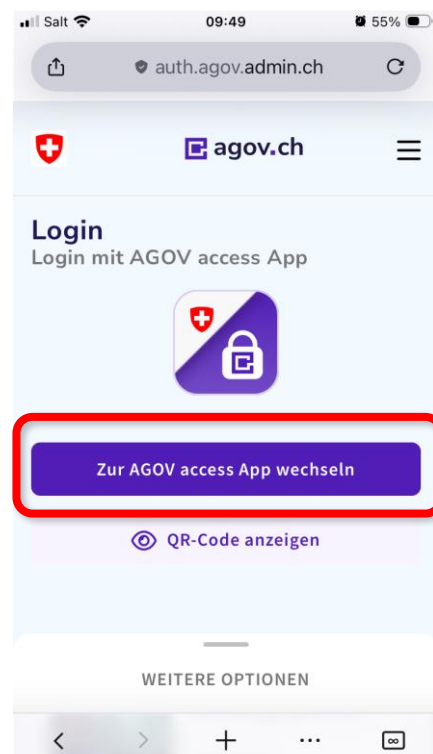 Salt
09:49
55%
auth.agov.admin.ch
agov.ch
Login
Login mit AGOV access App
Zur AGOV access App wechseln
QR-Code anzeigen
WEITERE OPTIONEN